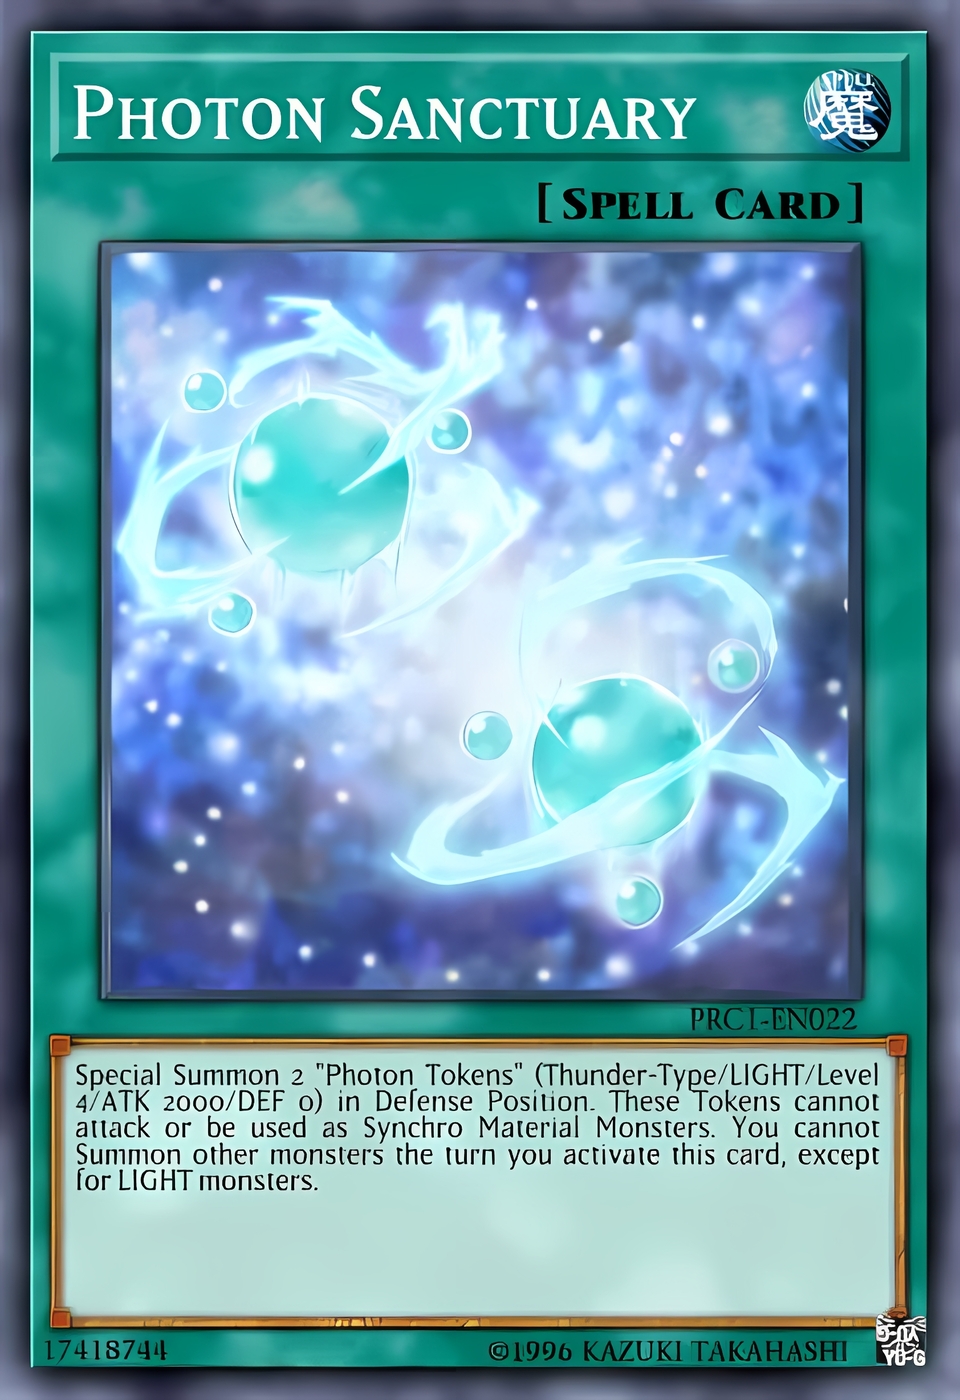 PHOTON SANCTUARY
魔
[SPELL CARD]
PRC1-EN022
Special Summon 2 "Photon Tokens" (Thunder-Type/LIGHT/Level
4/ATK 2000/DEF 0) in Defense Position. These Tokens cannot
attack or be used as Synchro Material Monsters. You cannot
Summon other monsters the turn you activate this card, except
for LIGHT monsters.
17418744
©1996 KAZUKI TAKAHASHI